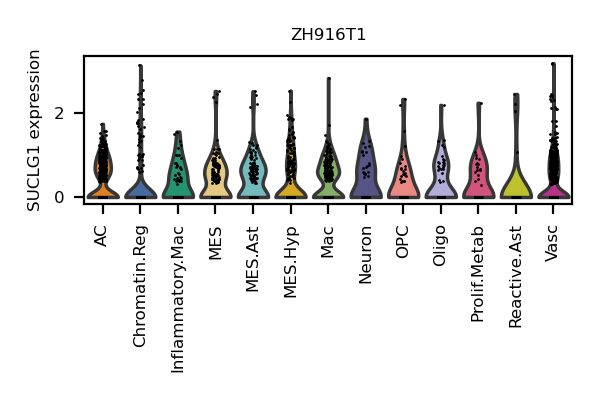 ZH916T1
SUCLG1 expression
2
0
AC
Chromatin.Reg
Inflammatory.Mac
MES
MES.Ast
MES.Hyp
Mac
Neuron
OPC
Oligo
Prolif.Metab
Reactive.Ast
Vasc